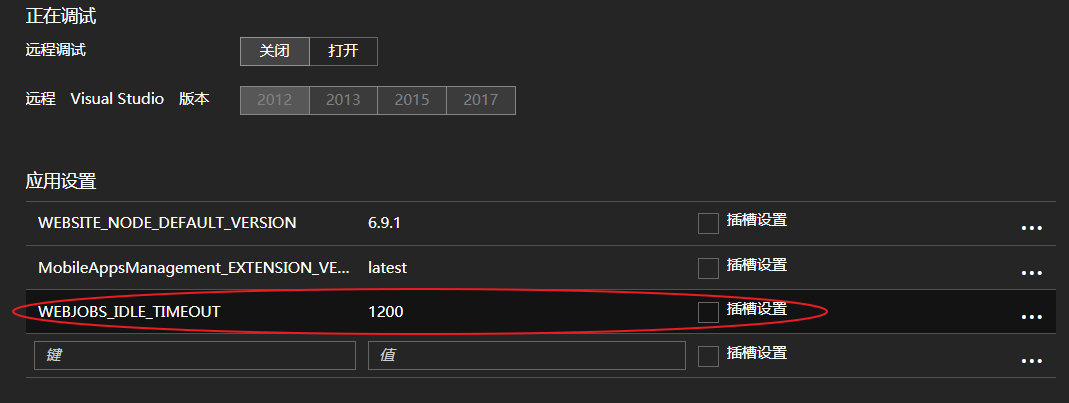 正在调试
远程调试 关闭 打开
远程 Visual Studio 版本 2012 2013 2015 2017
应用设置
WEBSITE_NODE_DEFAULT_VERSION 6.9.1 插槽设置 ...
MobileAppsManagement_EXTENSION_VE... latest 插槽设置 ...
WEBJOBS_IDLE_TIMEOUT 1200 插槽设置 ...
键 值 插槽设置 ...